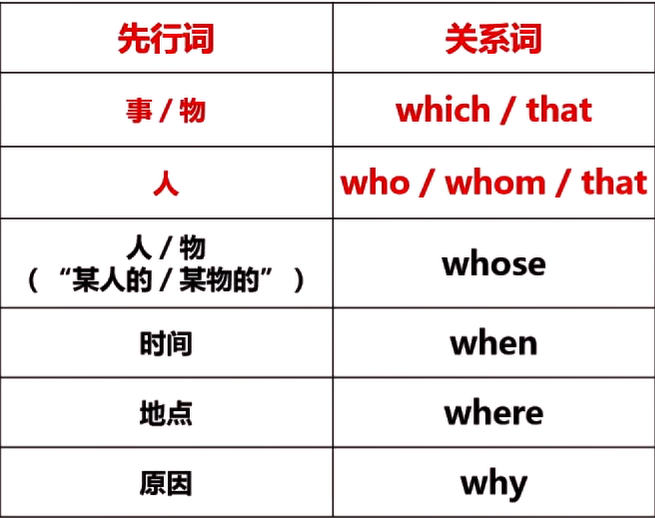 先行词 关系词
事 / 物 which / that
人 who / whom / that
人 / 物
（“某人的 / 某物的” ） whose
时间 when
地点 where
原因 why